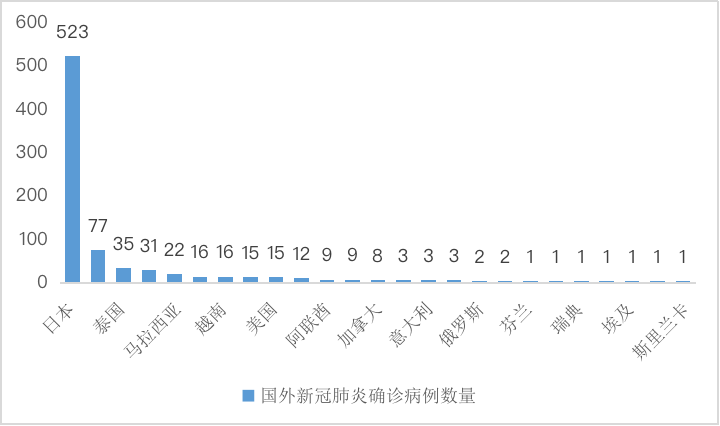 600
500
400
300
200
100
0
523
77
35
31
22
16
16
15
15
12
9
9
8
3
3
3
2
2
1
1
1
1
1
1
1
日本
泰国
马拉西亚
越南
美国
阿联酋
加拿大
意大利
俄罗斯
芬兰
瑞典
埃及
斯里兰卡
国外新冠肺炎确诊病例数量